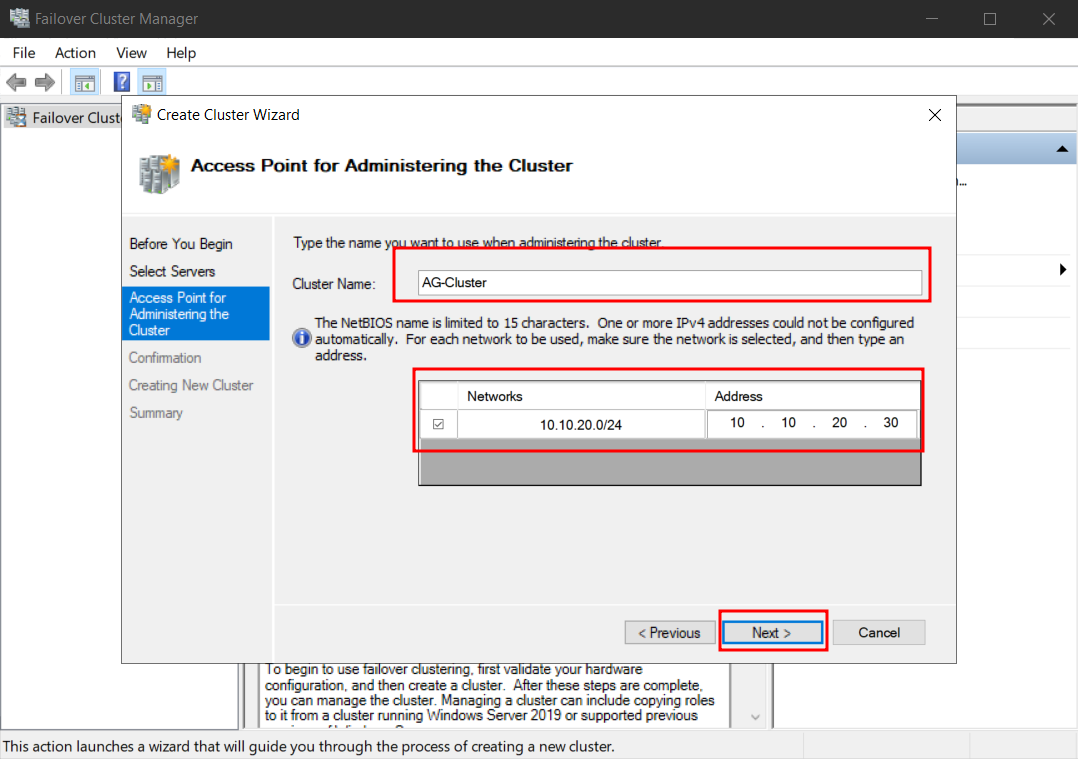 Failover Cluster Manager
File Action View Help
Failover Clust
Create Cluster Wizard
Access Point for Administering the Cluster
Before You Begin
Select Servers
Access Point for
Administering the
Cluster
Confirmation
Creating New Cluster
Summary
Type the name you want to use when administering the cluster.
Cluster Name:
AG-Cluster
The NetBIOS name is limited to 15 characters. One or more IPv4 addresses could not be configured
automatically. For each network to be used, make sure the network is selected, and then type an
address.
Networks Address
10.10.20.0/24 10 . 10 . 20 . 30
< Previous Next > Cancel
To begin to use failover clustering, first validate your hardware
configuration, and then create a cluster. After these steps are complete,
you can manage the cluster. Managing a cluster can include copying roles
to it from a cluster running Windows Server 2019 or supported previous
This action launches a wizard that will guide you through the process of creating a new cluster.